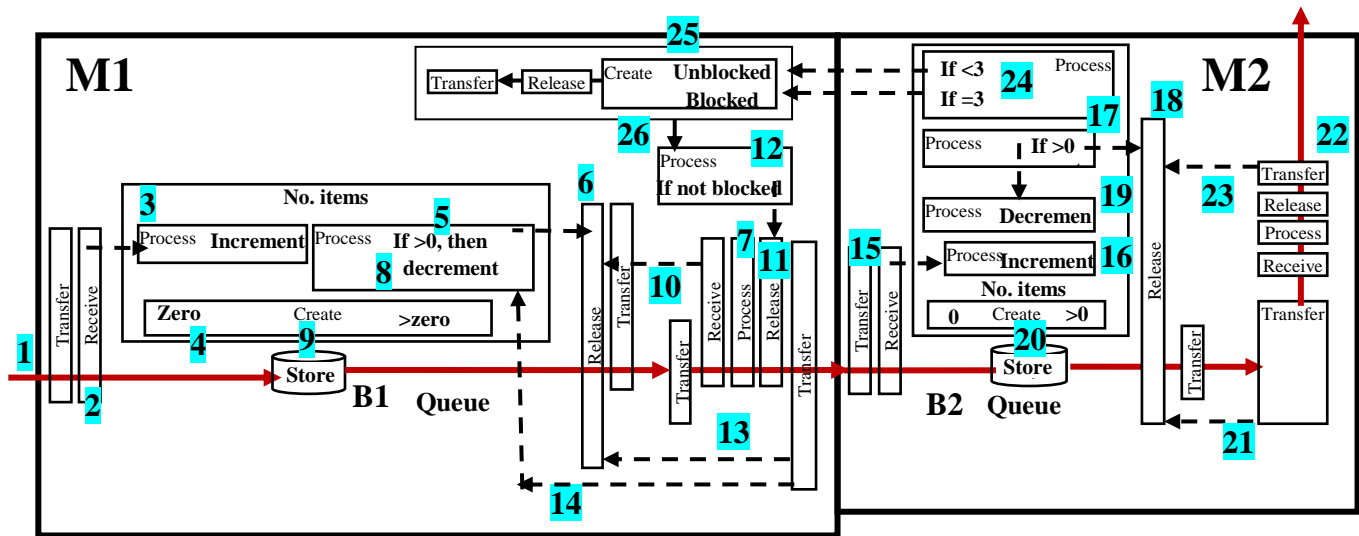 25
M1
Create
Unblocked
Blocked
Transfer
Release
26
12
Process
If not blocked
No. items
3
Process
Increment
5
Process
If >0, then
decrement
8
Zero
Create
>zero
4
9
1
Transfer
Receive
2
Store
B1
Queue
6
Release
Transfer
10
Transfer
7
Receive
Process
11
Release
Transfer
13
14
M2
If <3
Process
24
If =3
17
Process
If >0
18
19
Process
Decremen
15
Process
Increment
16
No. items
0
Create
>0
20
Transfer
Receive
Store
B2
Queue
Release
Transfer
22
Transfer
23
Release
Process
Receive
Transfer
21